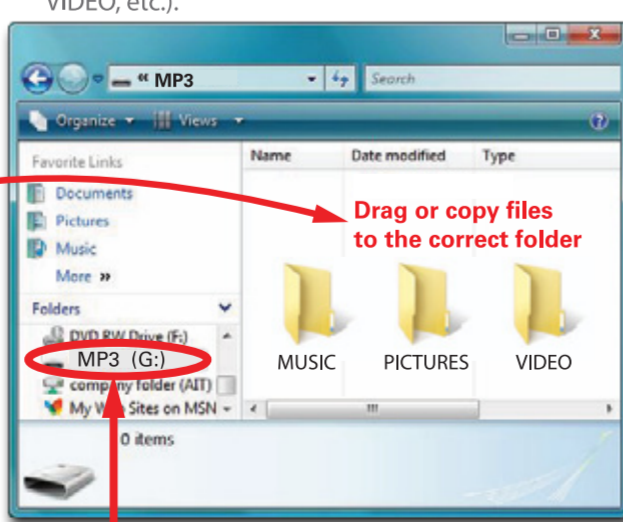 VIDEO, etc.).
« MP3
Search
Organize
Views
Favorite Links
Documents
Pictures
Music
More »
Folders
DVD RW Drive (F:)
MP3 (G:)
company folder (AIT)
My Web Sites on MSN
Name Date modified Type
Drag or copy files
to the correct folder
MUSIC PICTURES VIDEO
0 items